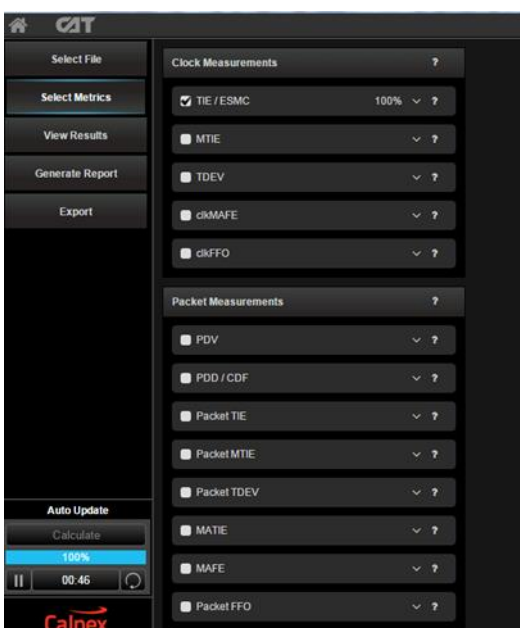 CAT
Select File
Select Metrics
View Results
Generate Report
Export
Auto Update
Calculate
100%
00:46
Calnex
Clock Measurements ?
TIE / ESMC 100% ?
MTIE ?
TDEV ?
clkMAFE ?
clkFFO ?
Packet Measurements ?
PDV ?
PDD / CDF ?
Packet TIE ?
Packet MTIE ?
Packet TDEV ?
MATIE ?
MAFE ?
Packet FFO ?